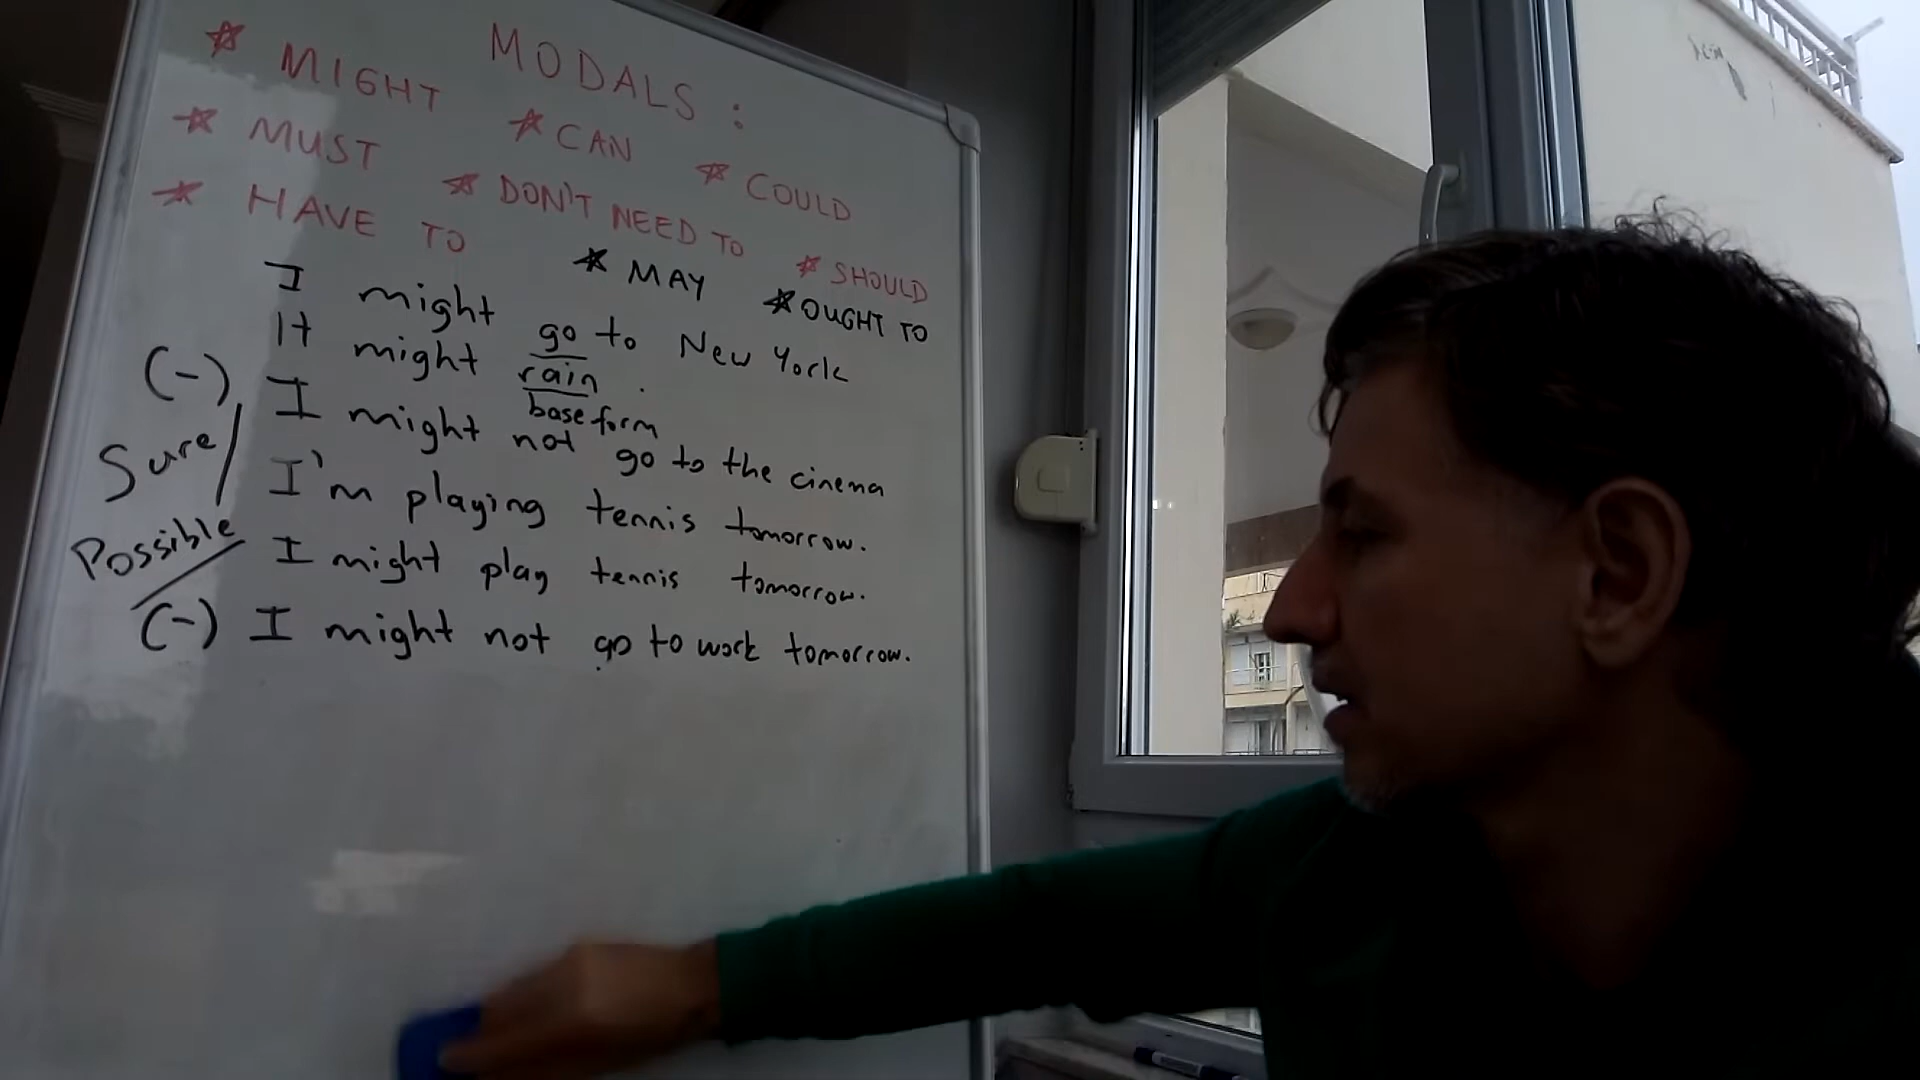 MODALS :
* MIGHT * CAN * COULD
* MUST * DON'T NEED TO * SHOULD
* HAVE TO * MAY * OUGHT TO
I might go to New York
It might rain .
base form
(-) I might not go to the cinema
Sure I'm playing tennis tomorrow.
Possible I might play tennis tomorrow.
(-) I might not go to work tomorrow.